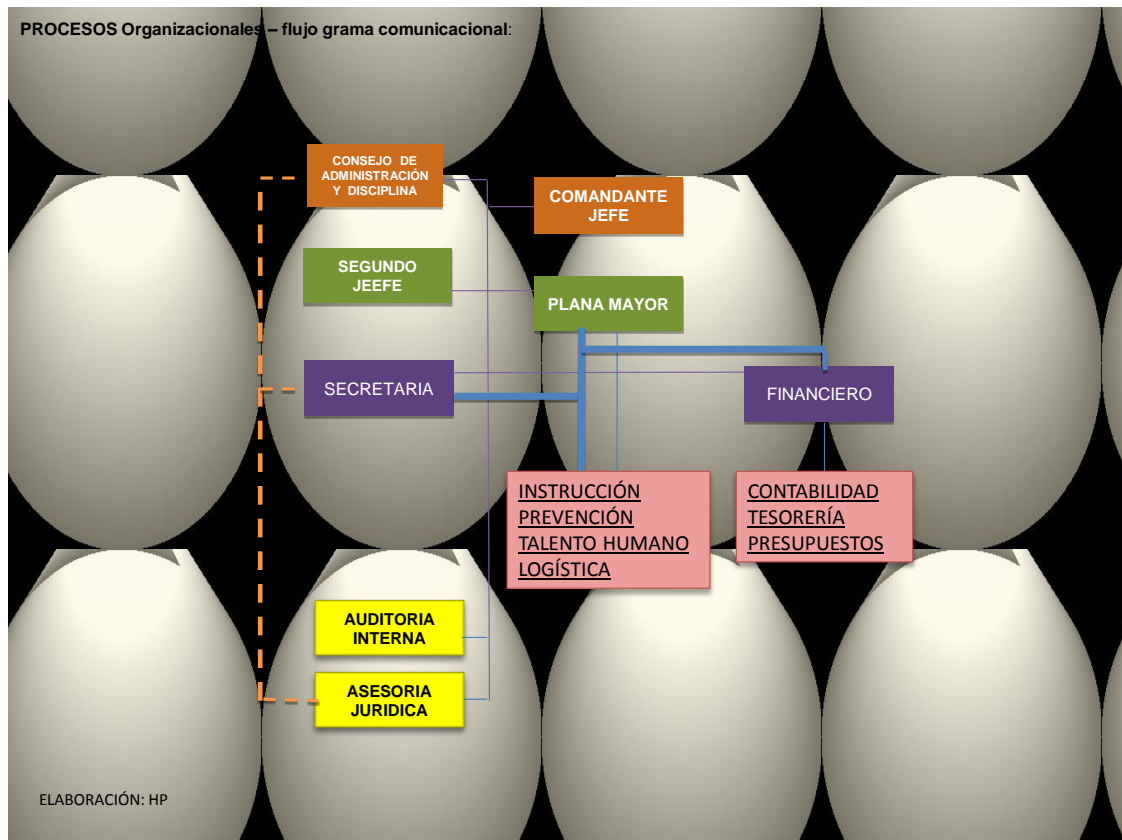 PROCESOS Organizacionales – flujo grama comunicacional:
CONSEJO DE
ADMINISTRACIÓN
Y DISCIPLINA
COMANDANTE
JEFE
SEGUNDO
JEEFE
PLANA MAYOR
SECRETARIA
FINANCIERO
INSTRUCCIÓN
PREVENCIÓN
TALENTO HUMANO
LOGÍSTICA
CONTABILIDAD
TESORERÍA
PRESUPUESTOS
AUDITORIA
INTERNA
ASESORIA
JURIDICA
ELABORACIÓN: HP